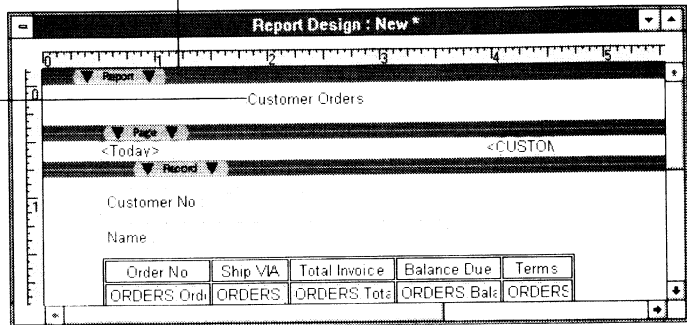 Report Design : New *
0 1 2 3 4 5
Report
0
Customer Orders
Page
<Today> <CUSTOM
Record
1
Customer No :
Name :
Order No Ship VIA Total Invoice Balance Due Terms
ORDERS Orde ORDERS ORDERS Tota ORDERS Bala ORDERS